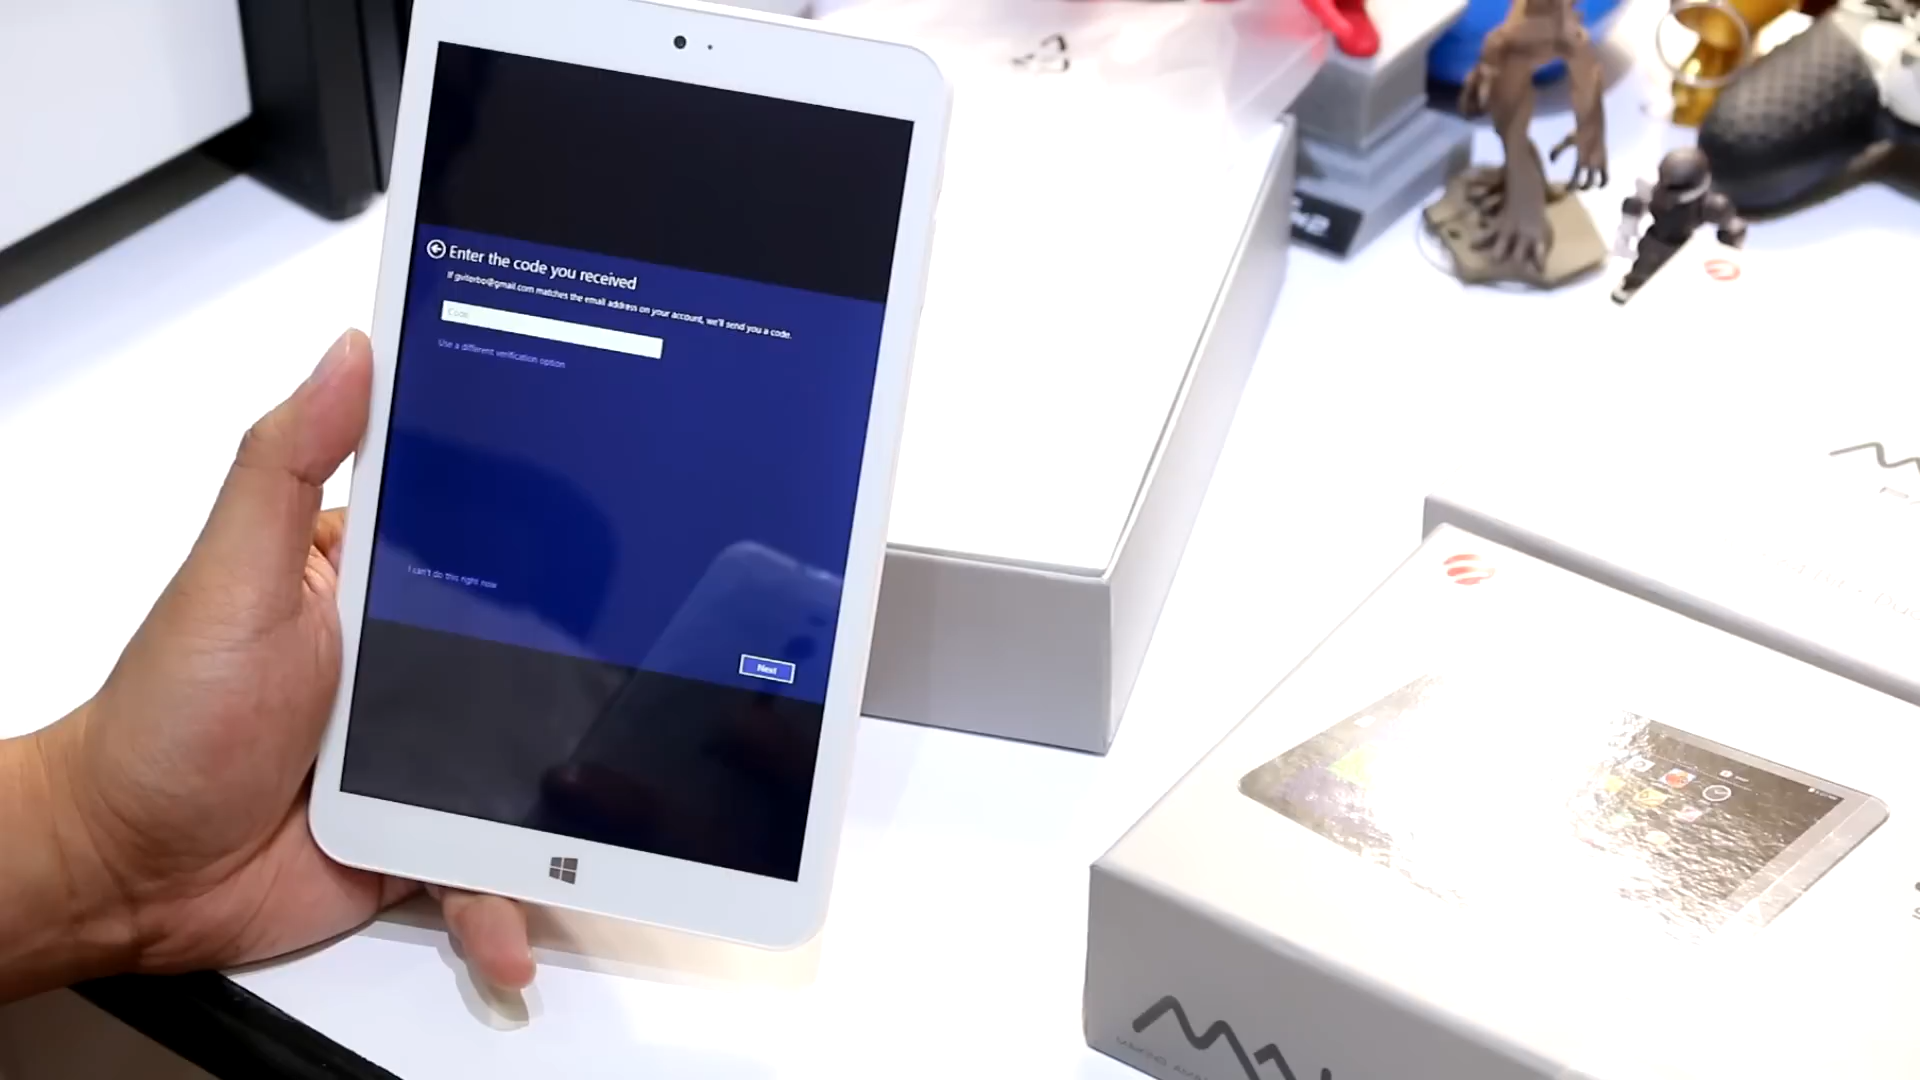 Enter the code you received
If gviterbo@gmail.com matches the email address on your account, we'll send you a code.
Code
Use a different verification option
I can't do this right now
Next